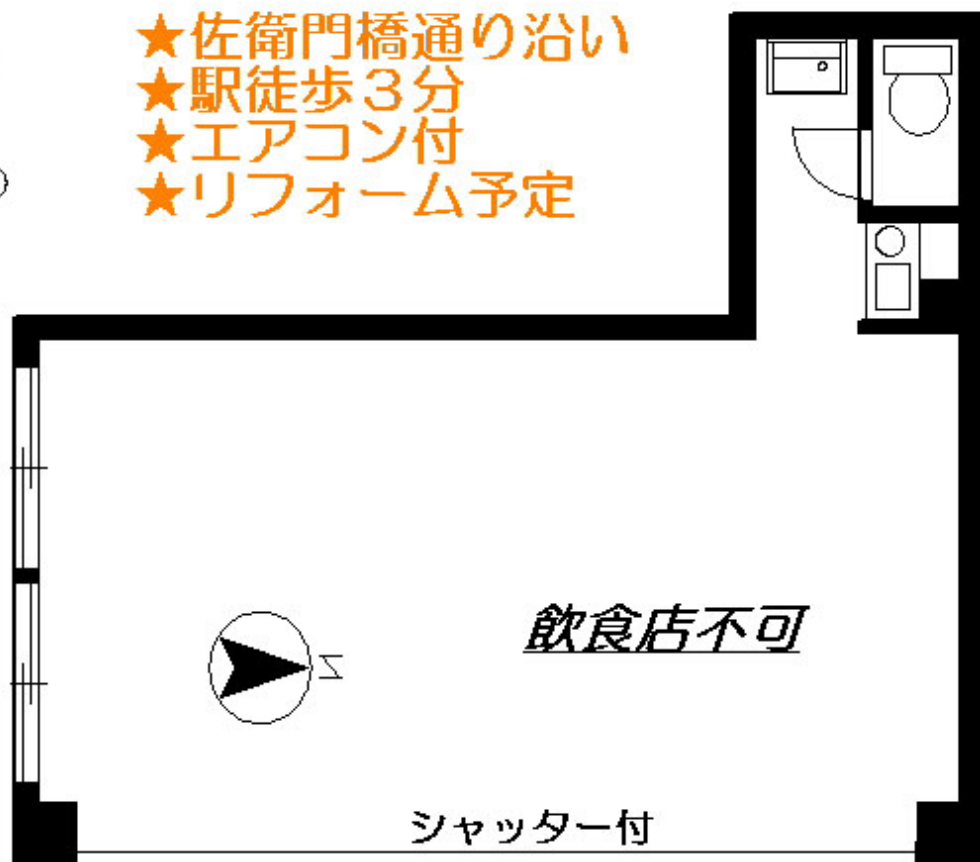 ★佐衛門橋通り沿い
★駅徒歩３分
★エアコン付
★リフォーム予定
飲食店不可
N
シャッター付